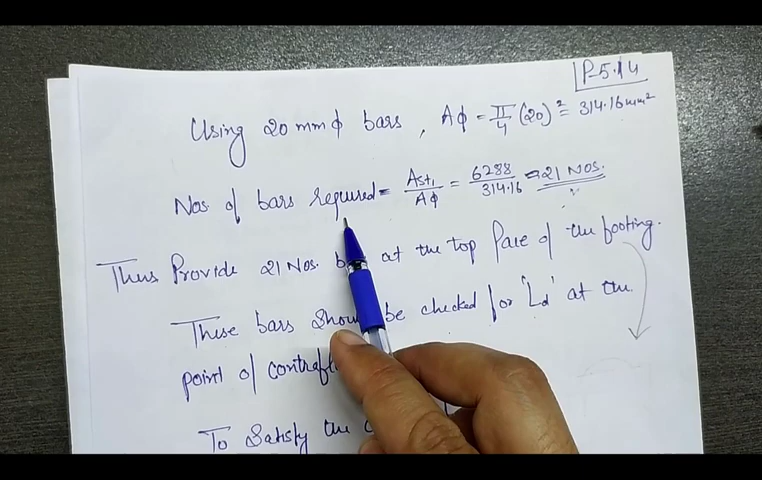 P-5.14
Using 20 mm ϕ bars, Aϕ = π/4 (20)² = 314.16 mm²
Nos of bars required = Ast₁/Aϕ = 6288/314.16 = 21 Nos.
Thus Provide 21 Nos. at the top face of the footing.
These bars be checked for 'Ld' at the
point of
To Satisfy the